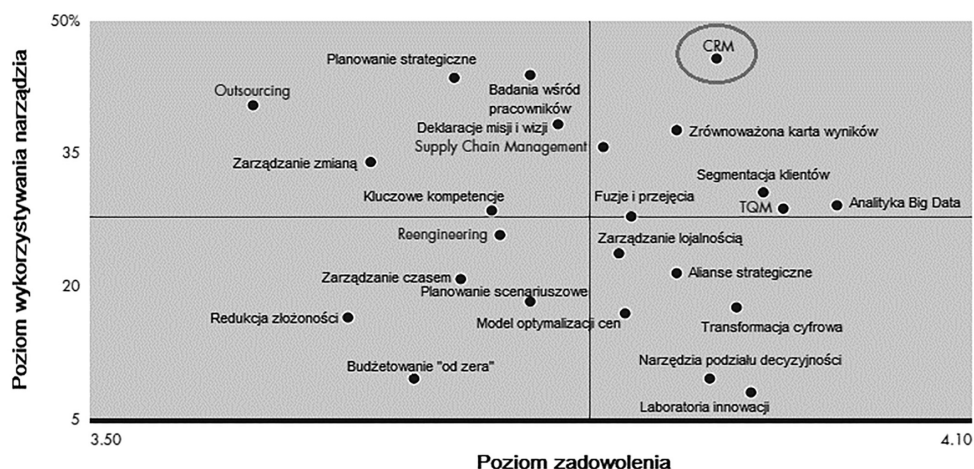 Poziom wykorzystywania narzędzia
50%
35
20
5
CRM
Planowanie strategiczne
Badania wśród
pracowników
Outsourcing
Deklaracje misji i wizji
Zrównoważona karta wyników
Supply Chain Management
Zarządzanie zmianą
Segmentacja klientów
Kluczowe kompetencje
Fuzje i przejęcia
TQM
Analityka Big Data
Reengineering
Zarządzanie lojalnością
Zarządzanie czasem
Alianse strategiczne
Planowanie scenariuszowe
Redukcja złożoności
Model optymalizacji cen
Transformacja cyfrowa
Budżetowanie "od zera"
Narzędzia podziału decyzyjności
Laboratoria innowacji
3.50
4.10
Poziom zadowolenia